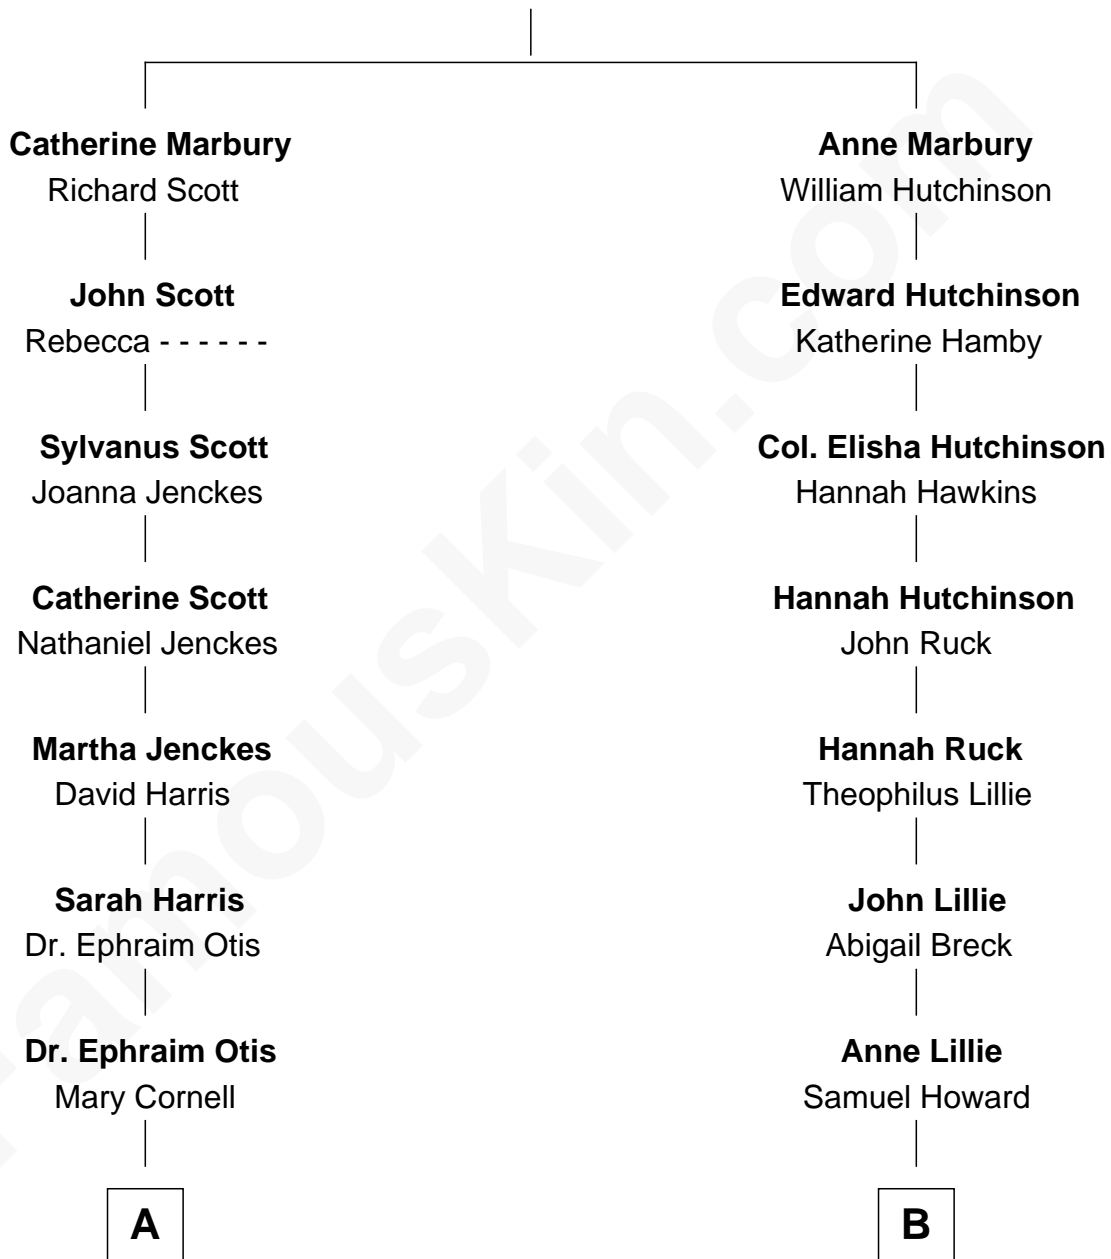 Catherine Marbury
Richard Scott
John Scott
Rebecca - - - - - -
Sylvanus Scott
Joanna Jenckes
Catherine Scott
Nathaniel Jenckes
Martha Jenckes
David Harris
Sarah Harris
Dr. Ephraim Otis
Dr. Ephraim Otis
Mary Cornell
A
Anne Marbury
William Hutchinson
Edward Hutchinson
Katherine Hamby
Col. Elisha Hutchinson
Hannah Hawkins
Hannah Hutchinson
John Ruck
Hannah Ruck
Theophilus Lillie
John Lillie
Abigail Breck
Anne Lillie
Samuel Howard
B
FamousKin.com